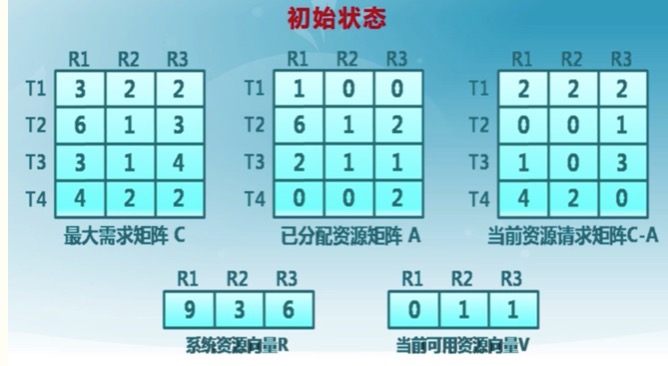 初始状态
R1 R2 R3 R1 R2 R3 R1 R2 R3
T1 3 2 2 T1 1 0 0 T1 2 2 2
T2 6 1 3 T2 6 1 2 T2 0 0 1
T3 3 1 4 T3 2 1 1 T3 1 0 3
T4 4 2 2 T4 0 0 2 T4 4 2 0
最大需求矩阵 C 已分配资源矩阵 A 当前资源请求矩阵C-A
R1 R2 R3 R1 R2 R3
9 3 6 0 1 1
系统资源向量R 当前可用资源向量V